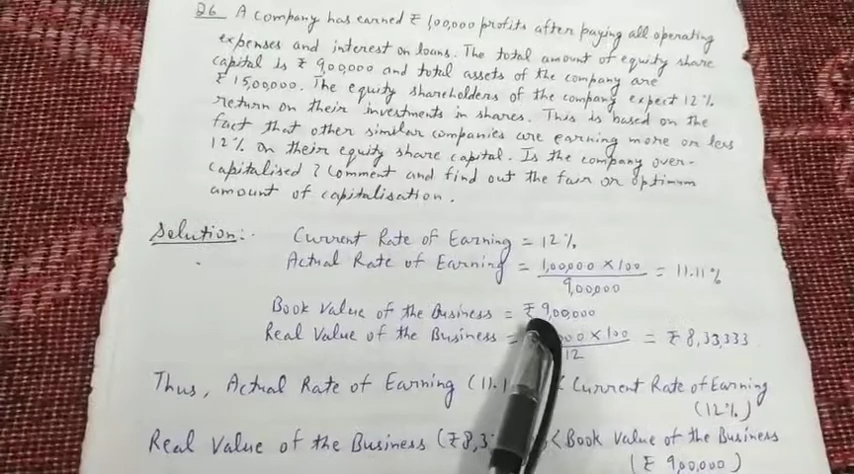 26 A company has earned ₹ 1,00,000 profits after paying all operating
expenses and interest on loans. The total amount of equity share
capital is ₹ 9,00,000 and total assets of the company are
₹ 15,00,000. The equity shareholders of the company expect 12%
return on their investments in shares. This is based on the
fact that other similar companies are earning more or less
12% on their equity share capital. Is the company over-
capitalised? Comment and find out the fair or optimum
amount of capitalisation.
Solution:- Current Rate of Earning = 12%
Actual Rate of Earning = 1,00,000 × 100 / 9,00,000 = 11.11%
Book Value of the Business = ₹ 9,00,000
Real Value of the Business = 000 × 100 / 12 = ₹ 8,33,333
Thus, Actual Rate of Earning (11.1 < Current Rate of Earning
(12%)
Real Value of the Business (₹8,3 < Book Value of the Business
(₹ 9,00,000)